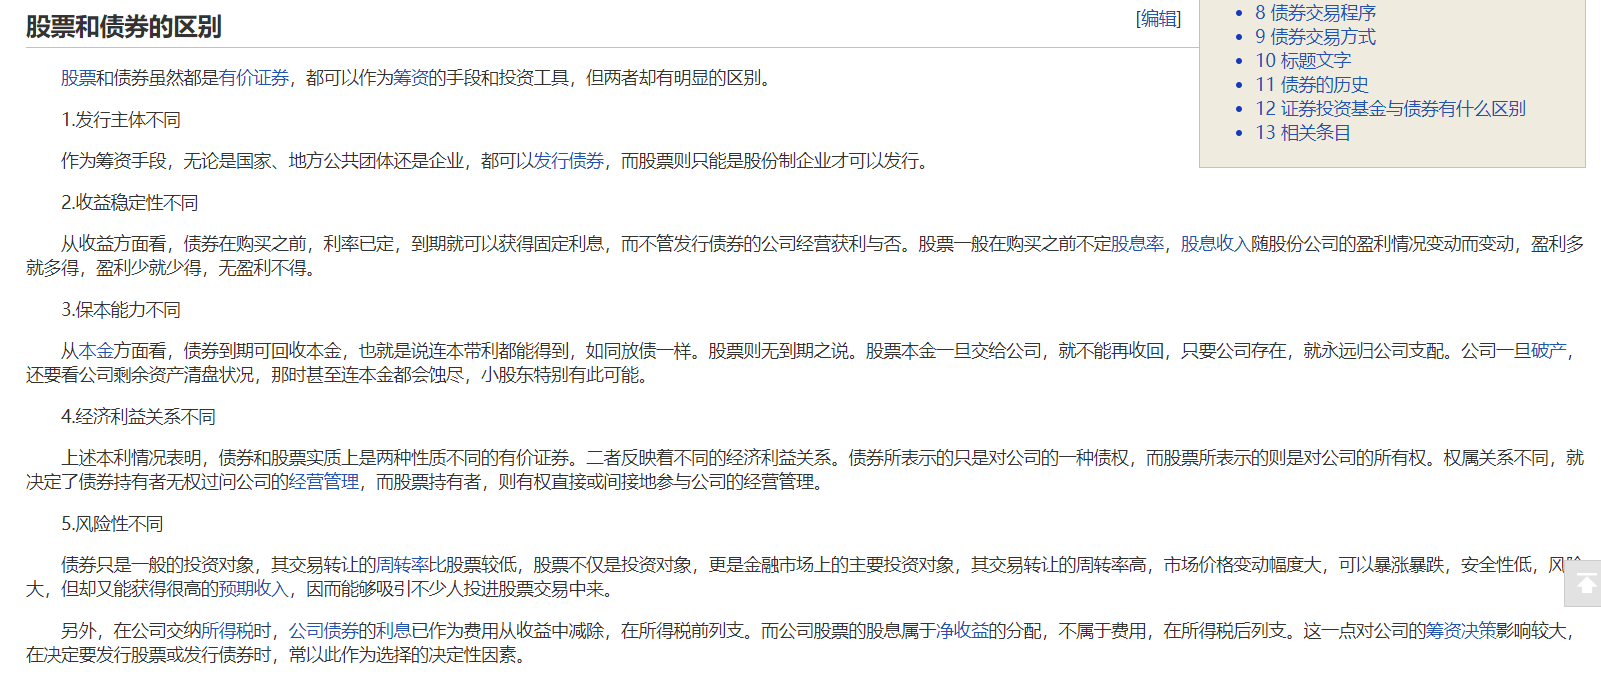 股票和债券的区别
[编辑]
8 债券交易程序
9 债券交易方式
10 标题文字
11 债券的历史
12 证券投资基金与债券有什么区别
13 相关条目
股票和债券虽然都是有价证券，都可以作为筹资的手段和投资工具，但两者却有明显的区别。
1.发行主体不同
作为筹资手段，无论是国家、地方公共团体还是企业，都可以发行债券，而股票则只能是股份制企业才可以发行。
2.收益稳定性不同
从收益方面看，债券在购买之前，利率已定，到期就可以获得固定利息，而不管发行债券的公司经营获利与否。股票一般在购买之前不定股息率，股息收入随股份公司的盈利情况变动而变动，盈利多
就多得，盈利少就少得，无盈利不得。
3.保本能力不同
从本金方面看，债券到期可回收本金，也就是说连本带利都能得到，如同放债一样。股票则无到期之说。股票本金一旦交给公司，就不能再收回，只要公司存在，就永远归公司支配。公司一旦破产，
还要看公司剩余资产清盘状况，那时甚至连本金都会蚀尽，小股东特别有此可能。
4.经济利益关系不同
上述本利情况表明，债券和股票实质上是两种性质不同的有价证券。二者反映着不同的经济利益关系。债券所表示的只是对公司的一种债权，而股票所表示的则是对公司的所有权。权属关系不同，就
决定了债券持有者无权过问公司的经营管理，而股票持有者，则有权直接或间接地参与公司的经营管理。
5.风险性不同
债券只是一般的投资对象，其交易转让的周转率比股票较低，股票不仅是投资对象，更是金融市场上的主要投资对象，其交易转让的周转率高，市场价格变动幅度大，可以暴涨暴跌，安全性低，风险
大，但却又能获得很高的预期收入，因而能够吸引不少人投进股票交易中来。
另外，在公司交纳所得税时，公司债券的利息已作为费用从收益中减除，在所得税前列支。而公司股票的股息属于净收益的分配，不属于费用，在所得税后列支。这一点对公司的筹资决策影响较大，
在决定要发行股票或发行债券时，常以此作为选择的决定性因素。